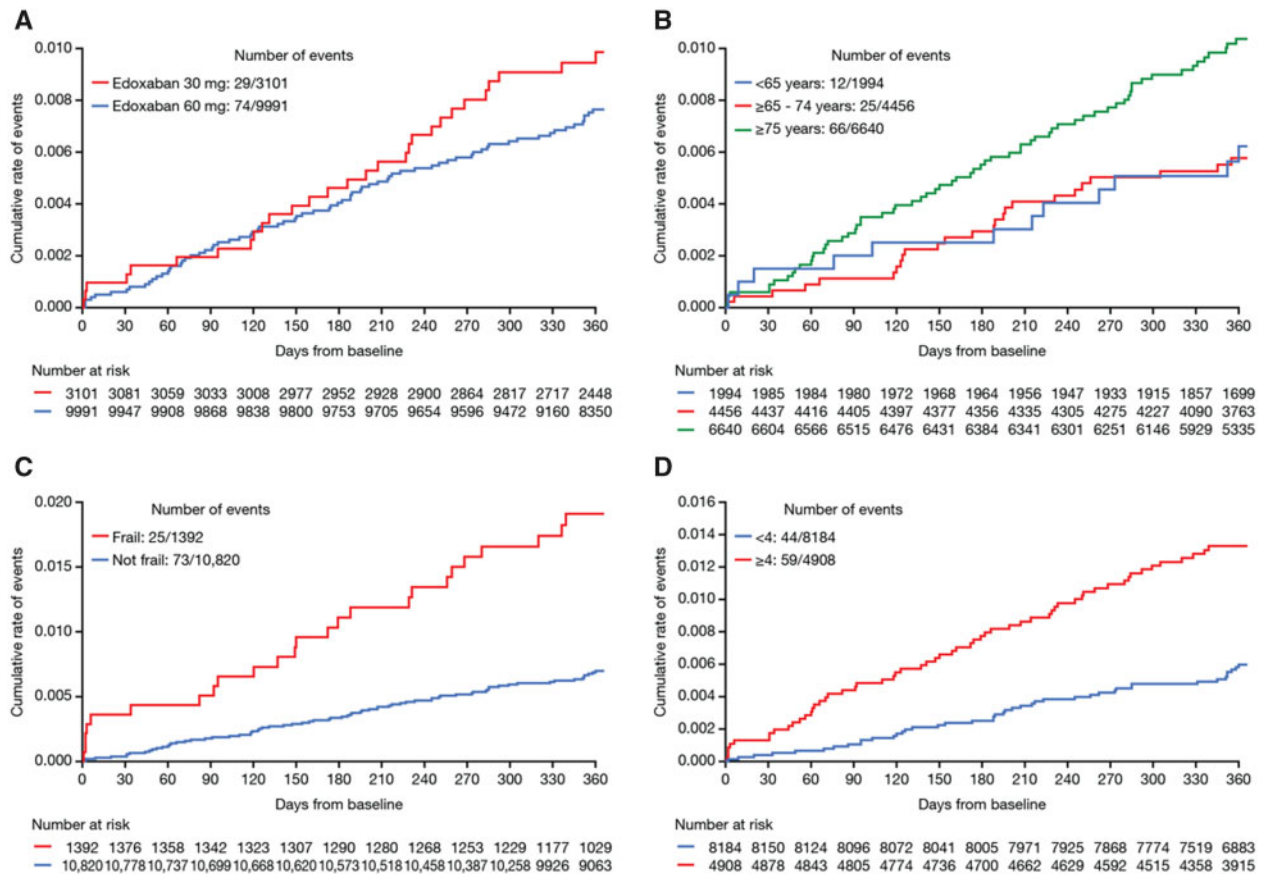 A
Number of events
Edoxaban 30 mg: 29/3101
Edoxaban 60 mg: 74/9991
Cumulative rate of events
0.010
0.008
0.006
0.004
0.002
0.000
0 30 60 90 120 150 180 210 240 270 300 330 360
Days from baseline
Number at risk
3101 3081 3059 3033 3008 2977 2952 2928 2900 2864 2817 2717 2448
9991 9947 9908 9868 9838 9800 9753 9705 9654 9596 9472 9160 8350
B
Number of events
<65 years: 12/1994
≥65 - 74 years: 25/4456
≥75 years: 66/6640
Cumulative rate of events
0.010
0.008
0.006
0.004
0.002
0.000
0 30 60 90 120 150 180 210 240 270 300 330 360
Days from baseline
Number at risk
1994 1985 1984 1980 1972 1968 1964 1956 1947 1933 1915 1857 1699
4456 4437 4416 4405 4397 4377 4356 4335 4305 4275 4227 4090 3763
6640 6604 6566 6515 6476 6431 6384 6341 6301 6251 6146 5929 5335
C
Number of events
Frail: 25/1392
Not frail: 73/10,820
Cumulative rate of events
0.020
0.015
0.010
0.005
0.000
0 30 60 90 120 150 180 210 240 270 300 330 360
Days from baseline
Number at risk
1392 1376 1358 1342 1323 1307 1290 1280 1268 1253 1229 1177 1029
10,820 10,778 10,737 10,699 10,668 10,620 10,573 10,518 10,458 10,387 10,258 9926 9063
D
Number of events
<4: 44/8184
≥4: 59/4908
Cumulative rate of events
0.016
0.014
0.012
0.010
0.008
0.006
0.004
0.002
0.000
0 30 60 90 120 150 180 210 240 270 300 330 360
Days from baseline
Number at risk
8184 8150 8124 8096 8072 8041 8005 7971 7925 7868 7774 7519 6883
4908 4878 4843 4805 4774 4736 4700 4662 4629 4592 4515 4358 3915